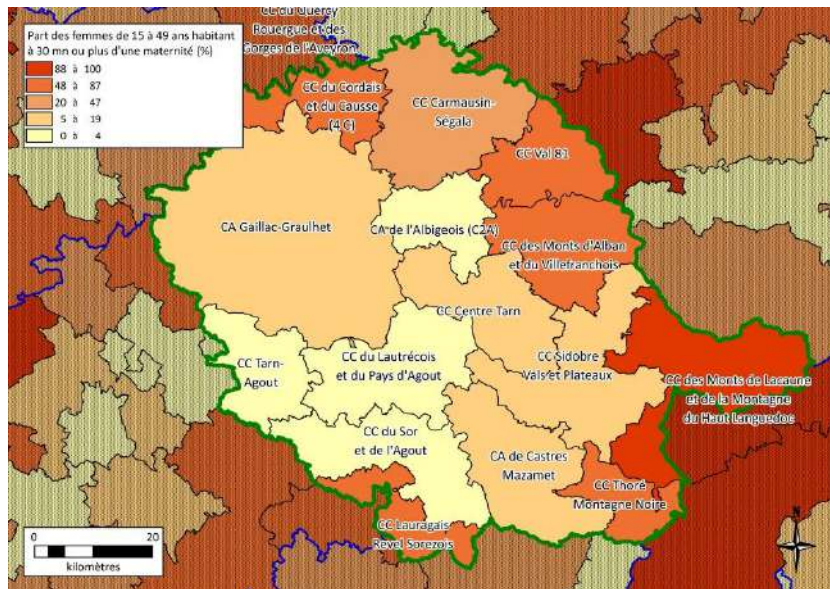 Part des femmes de 15 à 49 ans habitant
à 30 mn ou plus d'une maternité (%)
88 à 100
48 à 87
20 à 47
5 à 19
0 à 4
CC du Quercy
Rouergue et des
Gorges de l'Aveyron
CC du Cordais
et du Causse
(4 C)
CC Carmausin-
Ségala
CC Val 81
CA Gaillac-Graulhet
CA de l'Albigeois (C2A)
CC des Monts d'Alban
et du Villefranchois
CC Centre Tarn
CC Tarn-
Agout
CC du Lautrécois
et du Pays d'Agout
CC Sidobre
Vals et Plateaux
CC des Monts de Lacaune
et de la Montagne
du Haut Languedoc
CC du Sor
et de l'Agout
CA de Castres
Mazamet
CC Thoré
Montagne Noire
CC Lauragais
Revel Sorezois
0 20
kilomètres
N